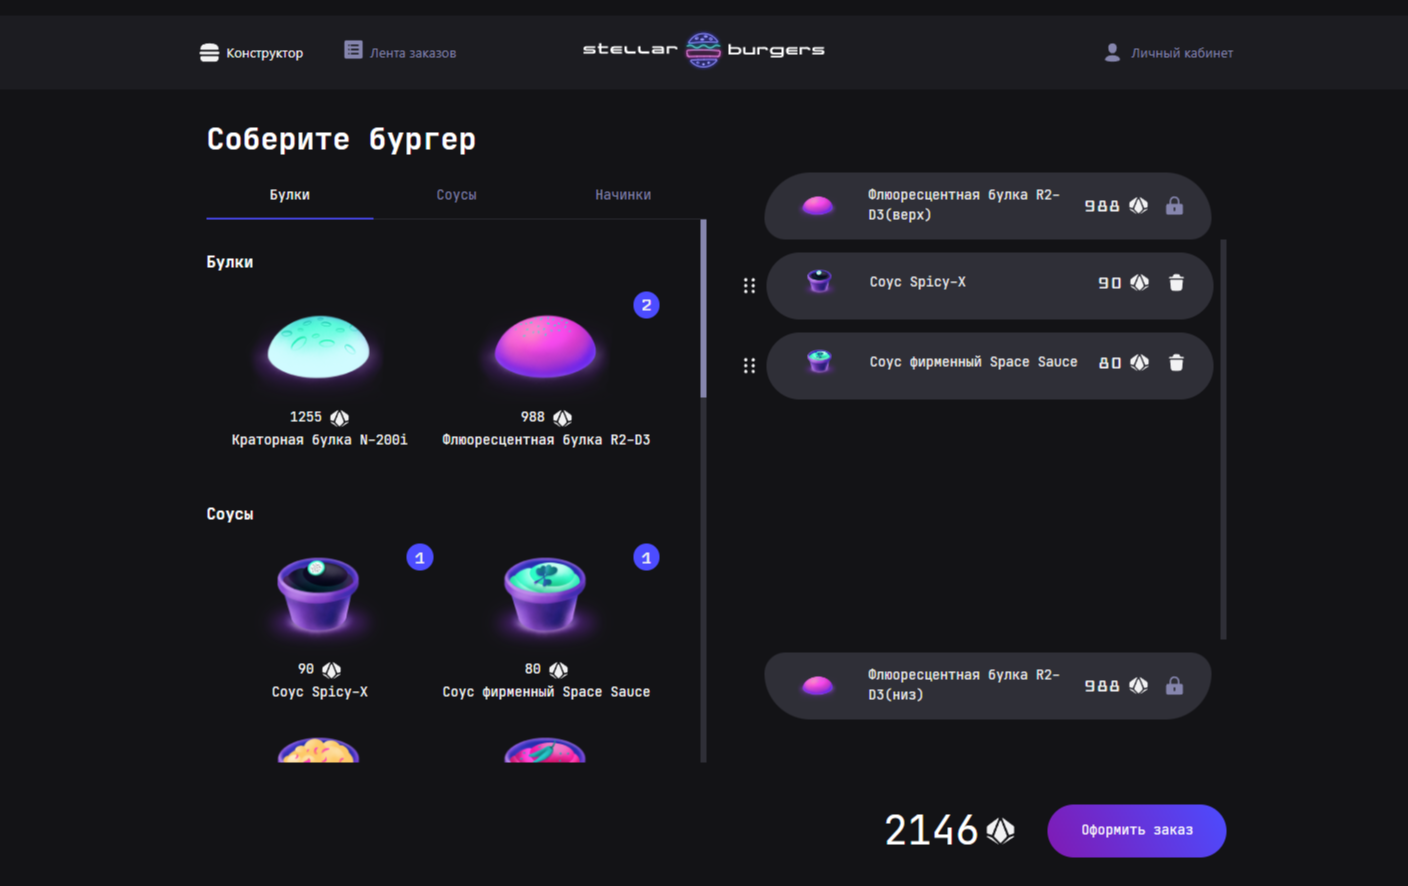 Конструктор
Лента заказов
stellar burgers
Личный кабинет
Соберите бургер
Булки
Соусы
Начинки
Булки
2
1255
988
Краторная булка N-200i
Флюоресцентная булка R2-D3
Соусы
1
1
90
80
Соус Spicy-X
Соус фирменный Space Sauce
Флюоресцентная булка R2-
D3(верх)
988
Соус Spicy-X
90
Соус фирменный Space Sauce
80
Флюоресцентная булка R2-
D3(низ)
988
2146
Оформить заказ